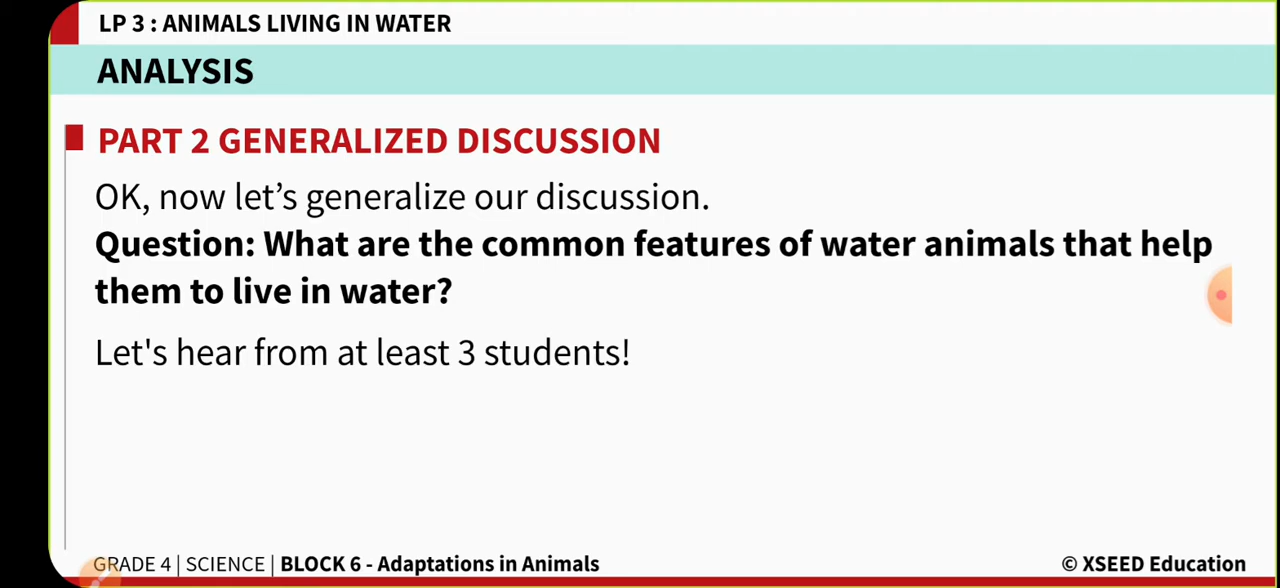 LP 3 : ANIMALS LIVING IN WATER
ANALYSIS
PART 2 GENERALIZED DISCUSSION
OK, now let’s generalize our discussion.
Question: What are the common features of water animals that help
them to live in water?
Let's hear from at least 3 students!
GRADE 4 | SCIENCE | BLOCK 6 - Adaptations in Animals
© XSEED Education